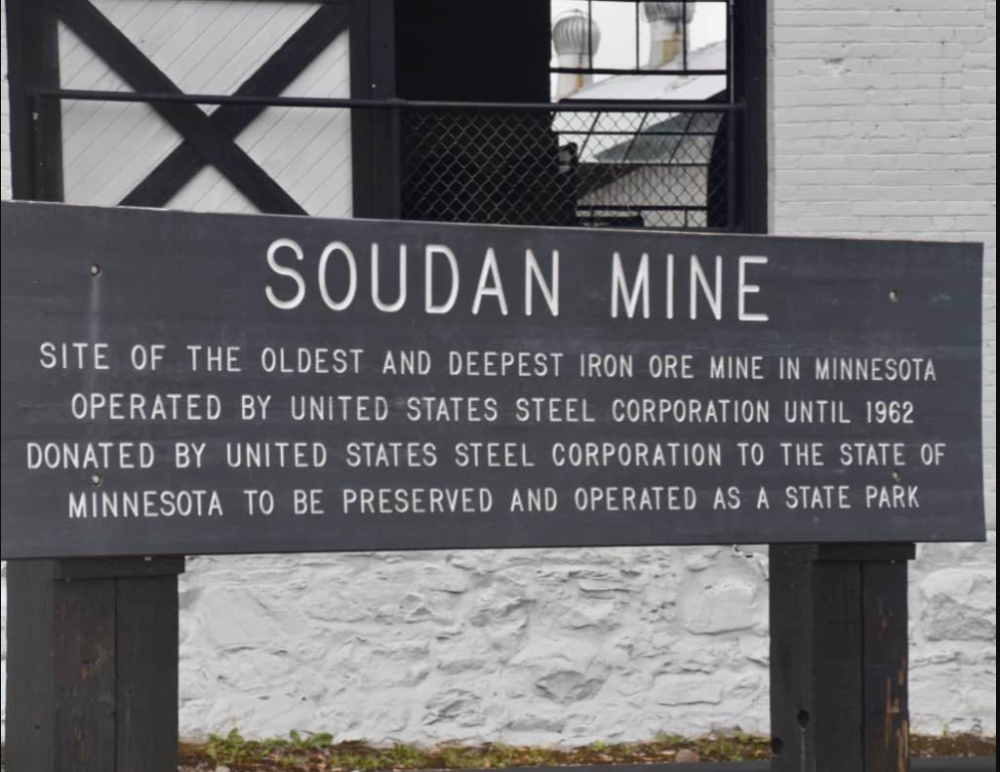 SOUDAN MINE
SITE OF THE OLDEST AND DEEPEST IRON ORE MINE IN MINNESOTA
OPERATED BY UNITED STATES STEEL CORPORATION UNTIL 1962
DONATED BY UNITED STATES STEEL CORPORATION TO THE STATE OF
MINNESOTA TO BE PRESERVED AND OPERATED AS A STATE PARK